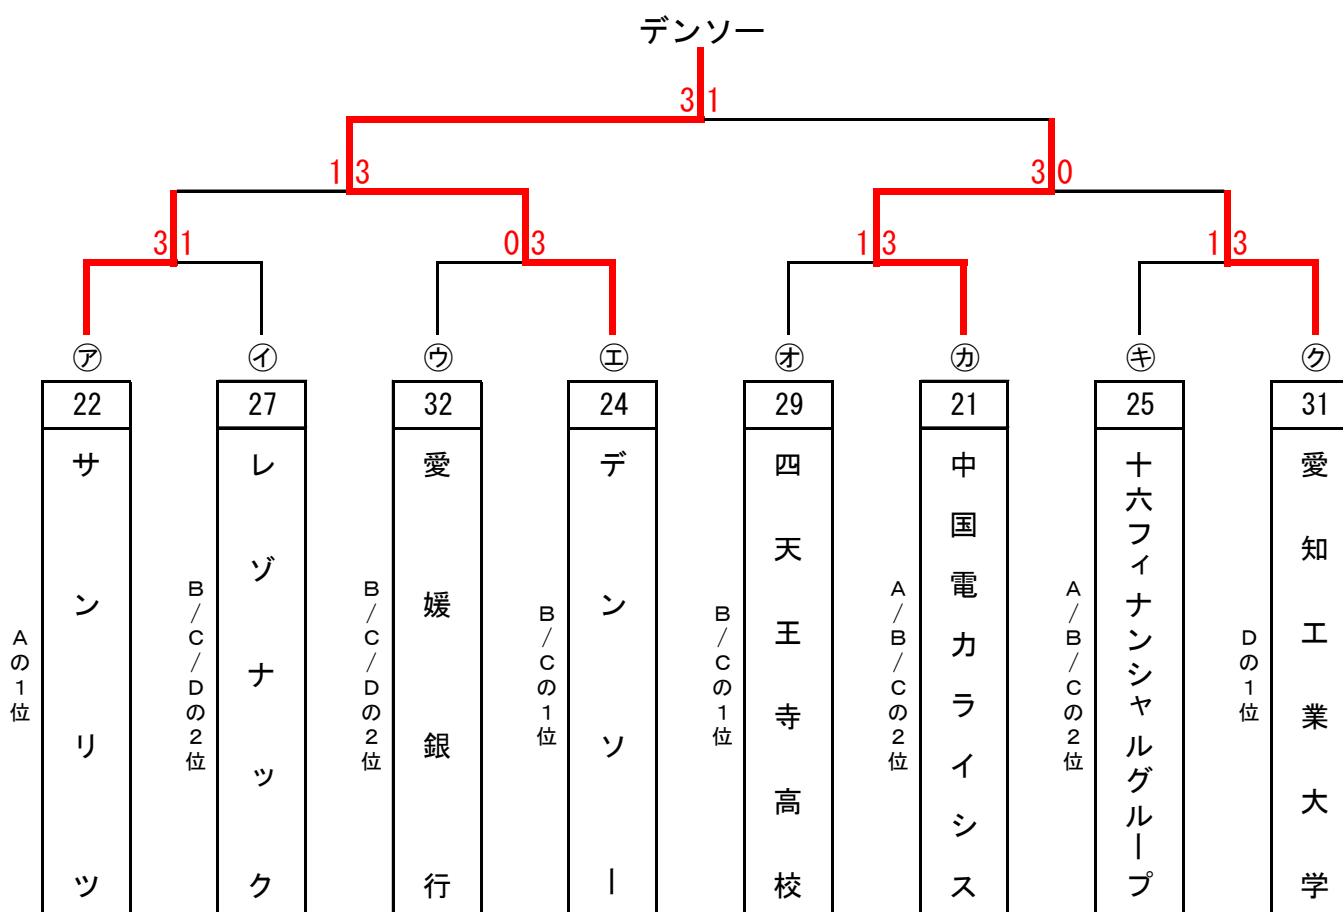 デンソー
3 1
1 3
3 0
3 1
0 3
1 3
1 3
㋐
㋑
㋒
㋓
㋔
㋕
㋖
㋗
22
27
32
24
29
21
25
31
Aの1位
サンリツ
B/C/Dの2位
レゾナック
B/C/Dの2位
愛媛銀行
B/Cの1位
デンソー
B/Cの1位
四天王寺高校
A/B/Cの2位
中国電力ライシス
A/B/Cの2位
十六フィナンシャルグループ
Dの1位
愛知工業大学